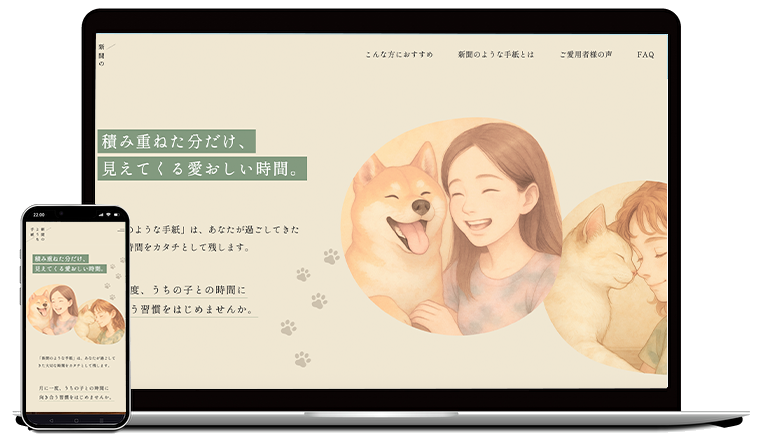 新聞の
こんな方におすすめ 新聞のような手紙とは ご愛用者様の声 FAQ
積み重ねた分だけ、
見えてくる愛おしい時間。
のような手紙」は、あなたが過ごしてきた
時間をカタチとして残します。
度、うちの子との時間に
う習慣をはじめませんか。
22:00
積み重ねた分だけ、
見えてくる愛おしい時間。
「新聞のような手紙」は、あなたが過ごして
きた大切な時間をカタチとして残します。
月に一度、うちの子との時間に
向き合う習慣をはじめませんか。